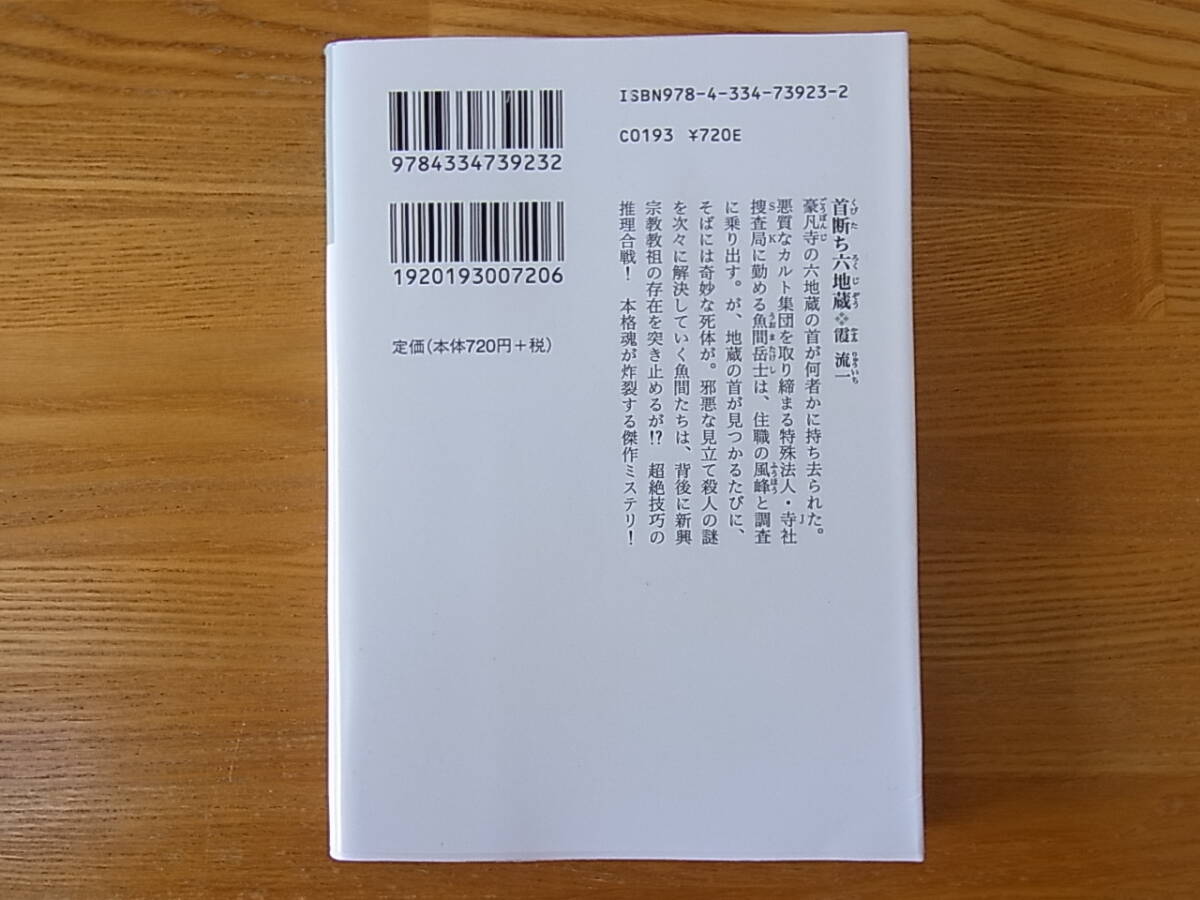 ISBN978-4-334-73923-2
C0193 ¥720E
9784334739232
1920193007206
定価(本体720円+税)
首断ち六地蔵❖霞 流一
豪凡寺の六地蔵の首が何者かに持ち去られた。
悪質なカルト集団を取り締まる特殊法人・寺社
捜査局に勤める魚間岳士は、住職の風峰と調査
に乗り出す。が、地蔵の首が見つかるたびに、
そばには奇妙な死体が。邪悪な見立て殺人の謎
を次々に解決していく魚間たちは、背後に新興
宗教教祖の存在を突き止めるが!? 超絶技巧の
推理合戦! 本格魂が炸裂する傑作ミステリ!